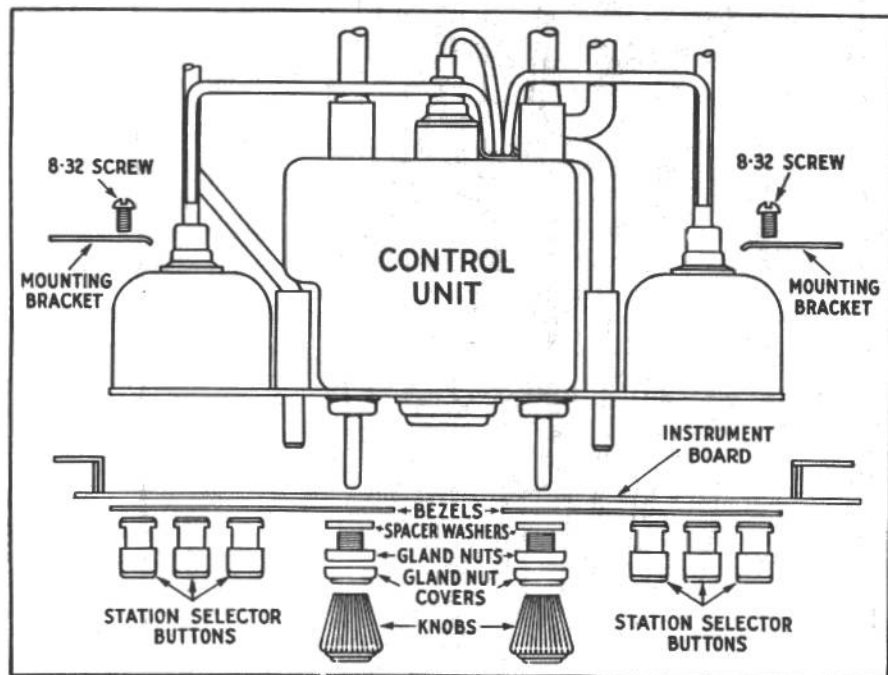 8-32 SCREW
8-32 SCREW
MOUNTING
BRACKET
CONTROL
UNIT
MOUNTING
BRACKET
INSTRUMENT
BOARD
BEZELS
SPACER WASHERS
GLAND NUTS
GLAND NUT
COVERS
STATION SELECTOR
BUTTONS
KNOBS
STATION SELECTOR
BUTTONS